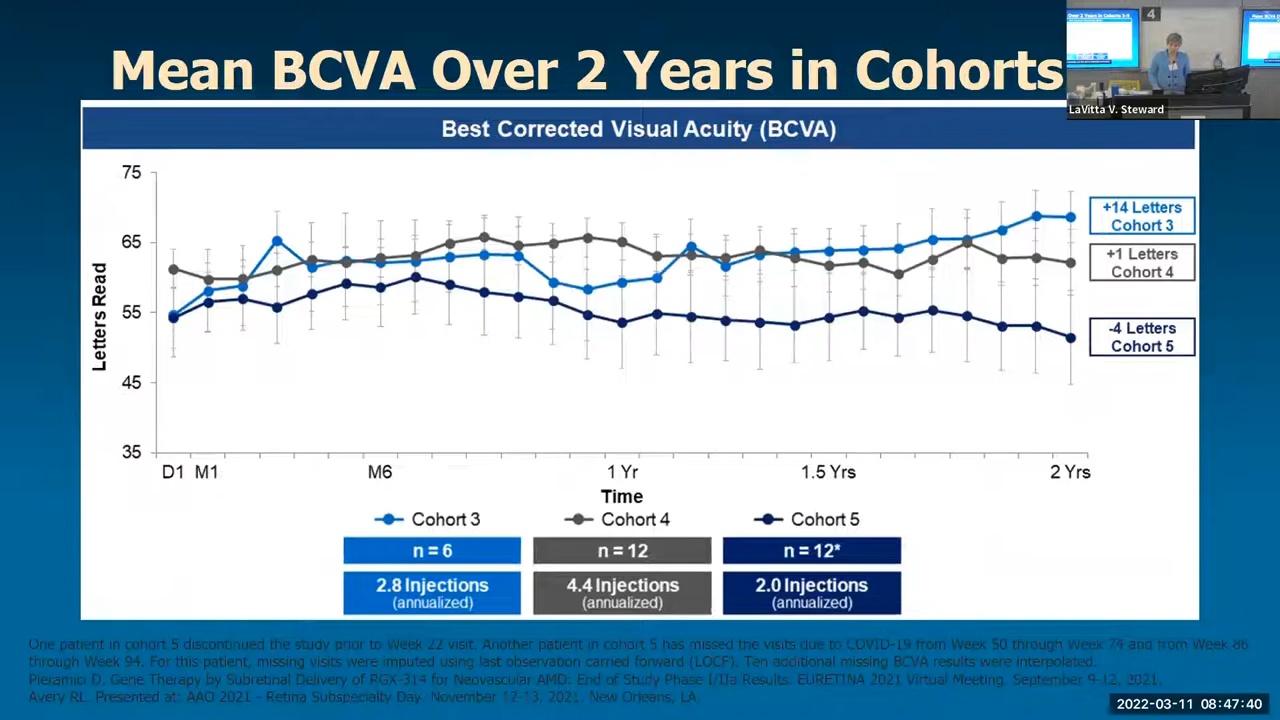 Mean BCVA Over 2 Years in Cohorts
4
LaVitta V. Steward
Best Corrected Visual Acuity (BCVA)
75
65
55
45
35
Letters Read
+14 Letters
Cohort 3
+1 Letters
Cohort 4
-4 Letters
Cohort 5
D1 M1 M6 1 Yr 1.5 Yrs 2 Yrs
Time
Cohort 3 Cohort 4 Cohort 5
n = 6 n = 12 n = 12*
2.8 Injections 4.4 Injections 2.0 Injections
(annualized) (annualized) (annualized)
One patient in cohort 5 discontinued the study prior to Week 22 visit. Another patient in cohort 5 has missed the visits due to COVID-19 from Week 50 through Week 74 and from Week 86
through Week 94. For this patient, missing visits were imputed using last observation carried forward (LOCF). Ten additional missing BCVA results were interpolated.
Pieramici D. Gene Therapy by Subretinal Delivery of RGX-314 for Neovascular AMD: End of Study Phase I/IIa Results. EURETINA 2021 Virtual Meeting. September 9-12, 2021.
Avery RL. Presented at: AAO 2021 - Retina Subspecialty Day. November 12-13, 2021. New Orleans, LA.
2022-03-11 08:47:40